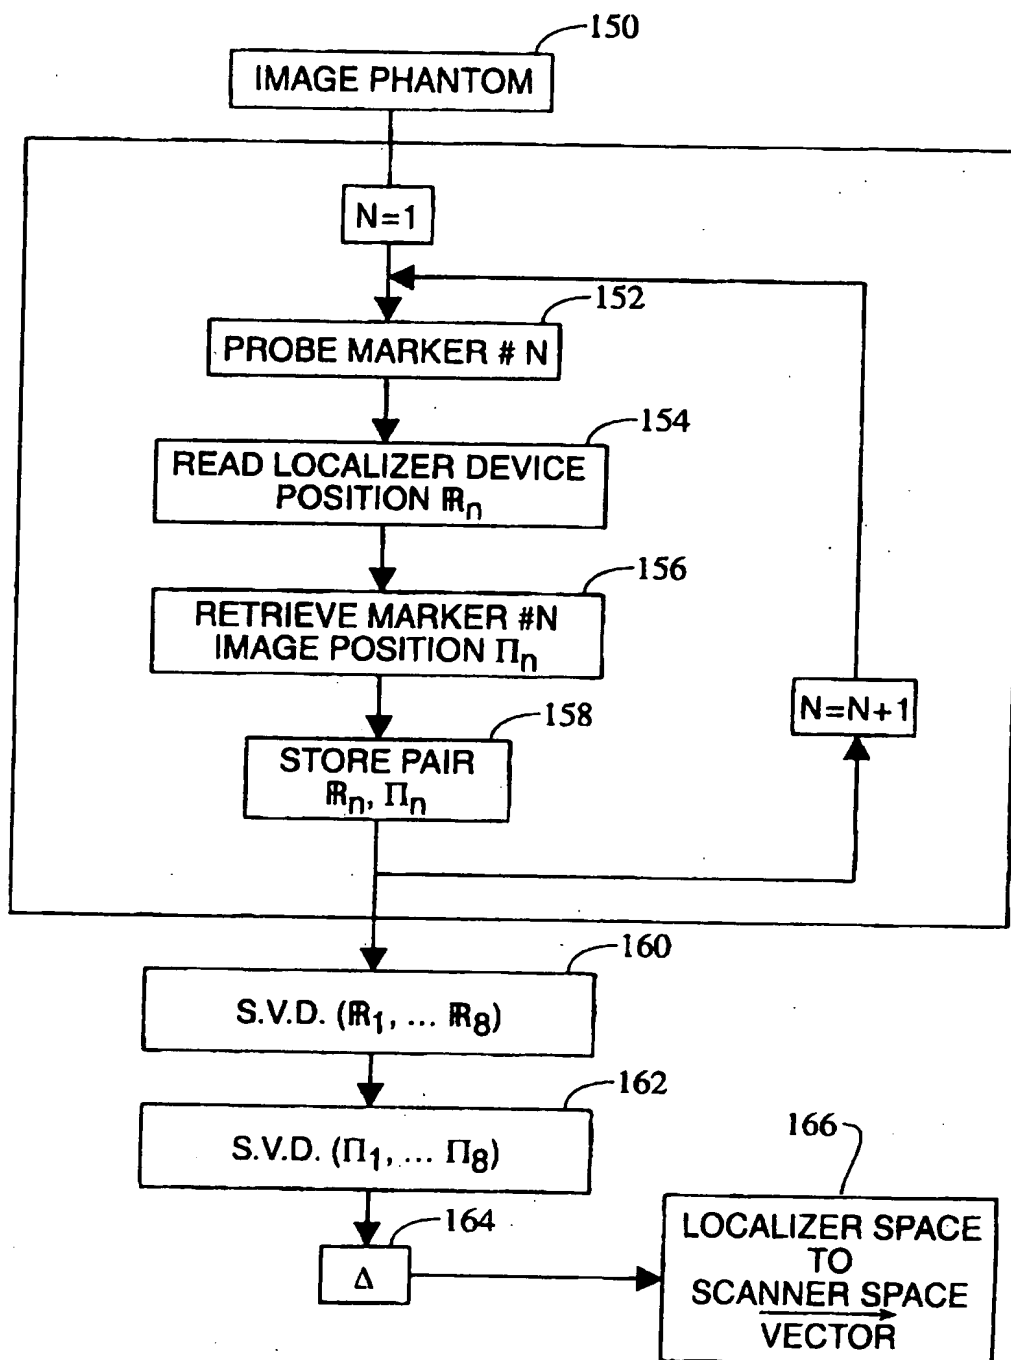 150
IMAGE PHANTOM
N=1
152
PROBE MARKER # N
154
READ LOCALIZER DEVICE
POSITION ℝn
156
RETRIEVE MARKER #N
IMAGE POSITION Πn
N=N+1
158
STORE PAIR
ℝn, Πn
160
S.V.D. (ℝ1, ... ℝ8)
162
S.V.D. (Π1, ... Π8)
164
Δ
166
LOCALIZER SPACE
TO
SCANNER SPACE
VECTOR